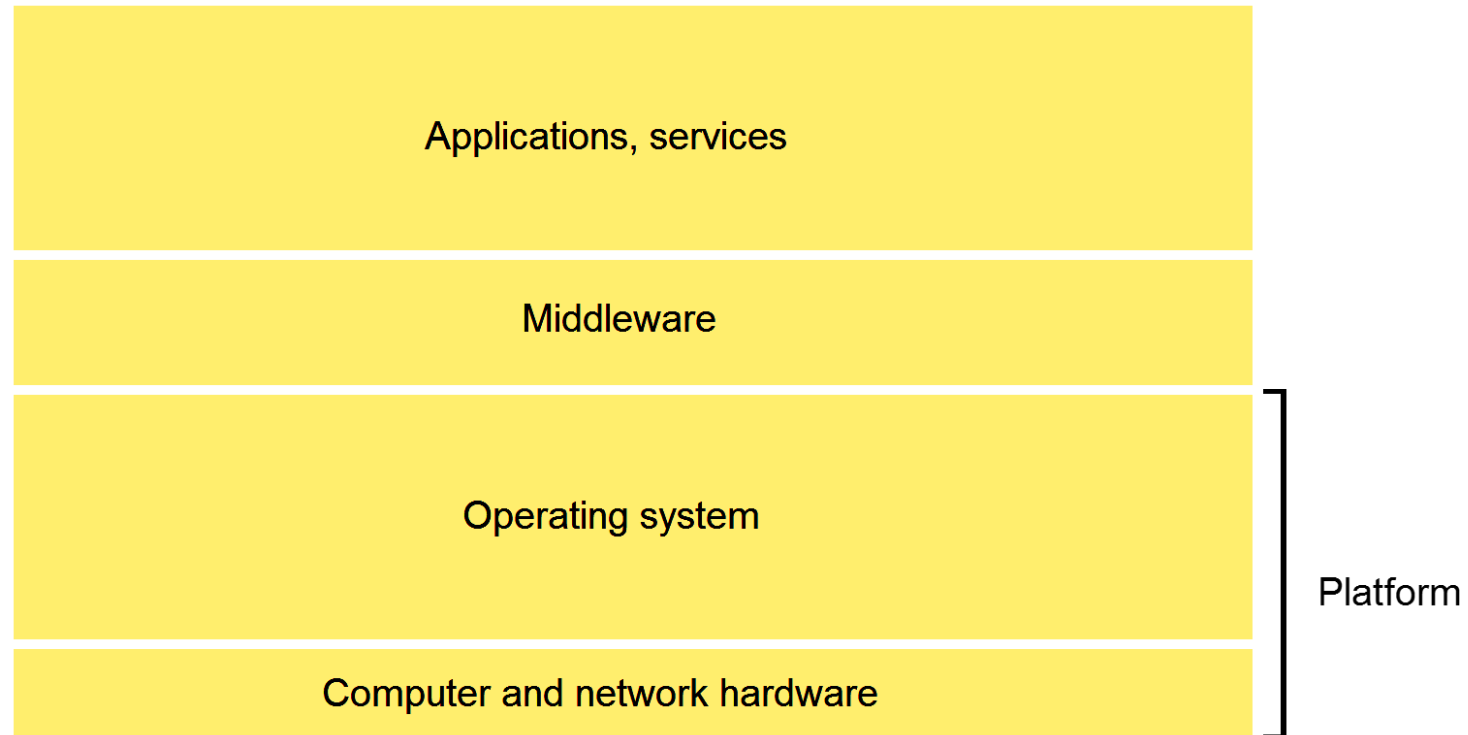 Applications, services
Middleware
Operating system
Platform
Computer and network hardware